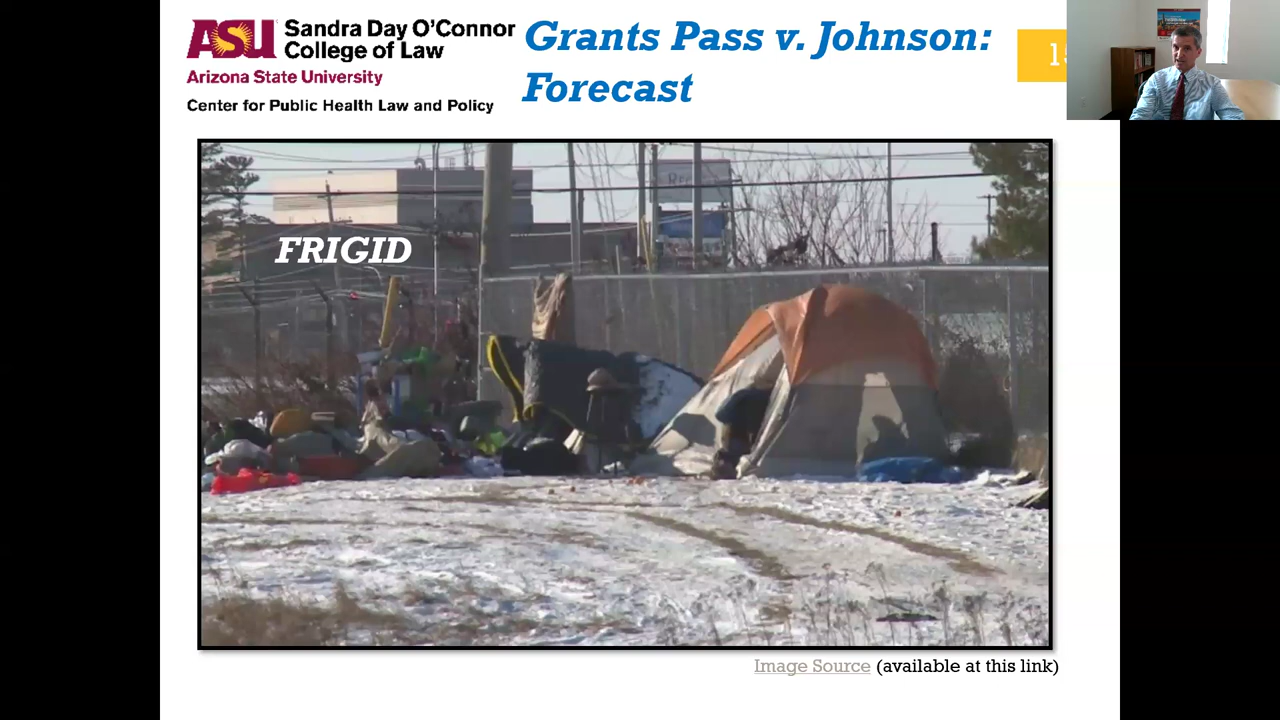 ASU
Sandra Day O'Connor
College of Law
Arizona State University
Center for Public Health Law and Policy
Grants Pass v. Johnson:
Forecast
FRIGID
Image Source (available at this link)